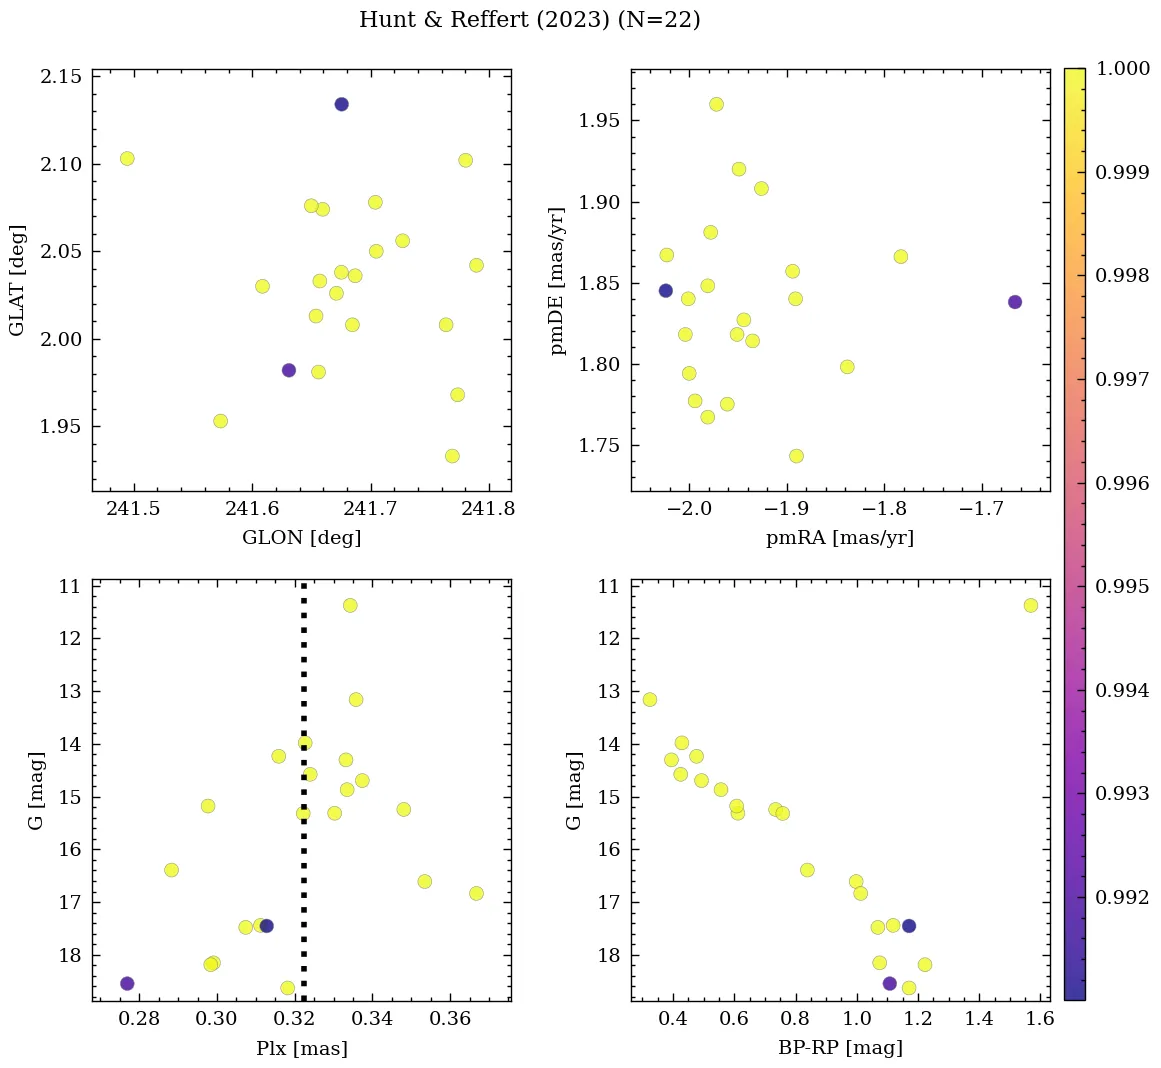 Hunt & Reffert (2023) (N=22)
2.15
2.10
2.05
2.00
1.95
GLAT [deg]
241.5 241.6 241.7 241.8
GLON [deg]
1.95
1.90
1.85
1.80
1.75
pmDE [mas/yr]
−2.0 −1.9 −1.8 −1.7
pmRA [mas/yr]
11
12
13
14
15
16
17
18
G [mag]
0.28 0.30 0.32 0.34 0.36
Plx [mas]
11
12
13
14
15
16
17
18
G [mag]
0.4 0.6 0.8 1.0 1.2 1.4 1.6
BP-RP [mag]
1.000
0.999
0.998
0.997
0.996
0.995
0.994
0.993
0.992